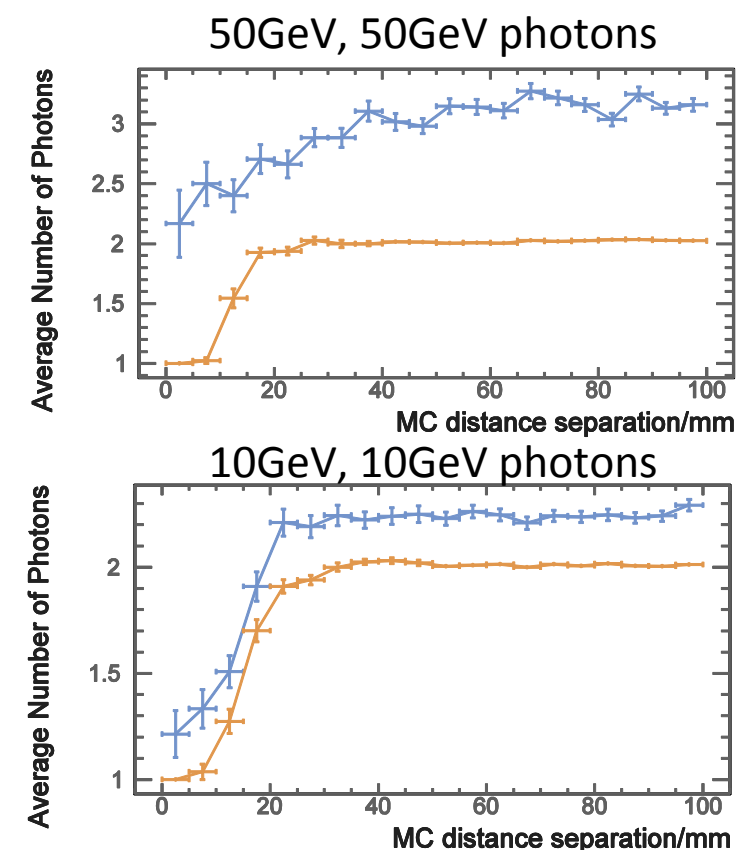 50GeV, 50GeV photons
Average Number of Photons
3
2.5
2
1.5
1
0 20 40 60 80 100
MC distance separation/mm
10GeV, 10GeV photons
Average Number of Photons
2
1.5
1
0 20 40 60 80 100
MC distance separation/mm